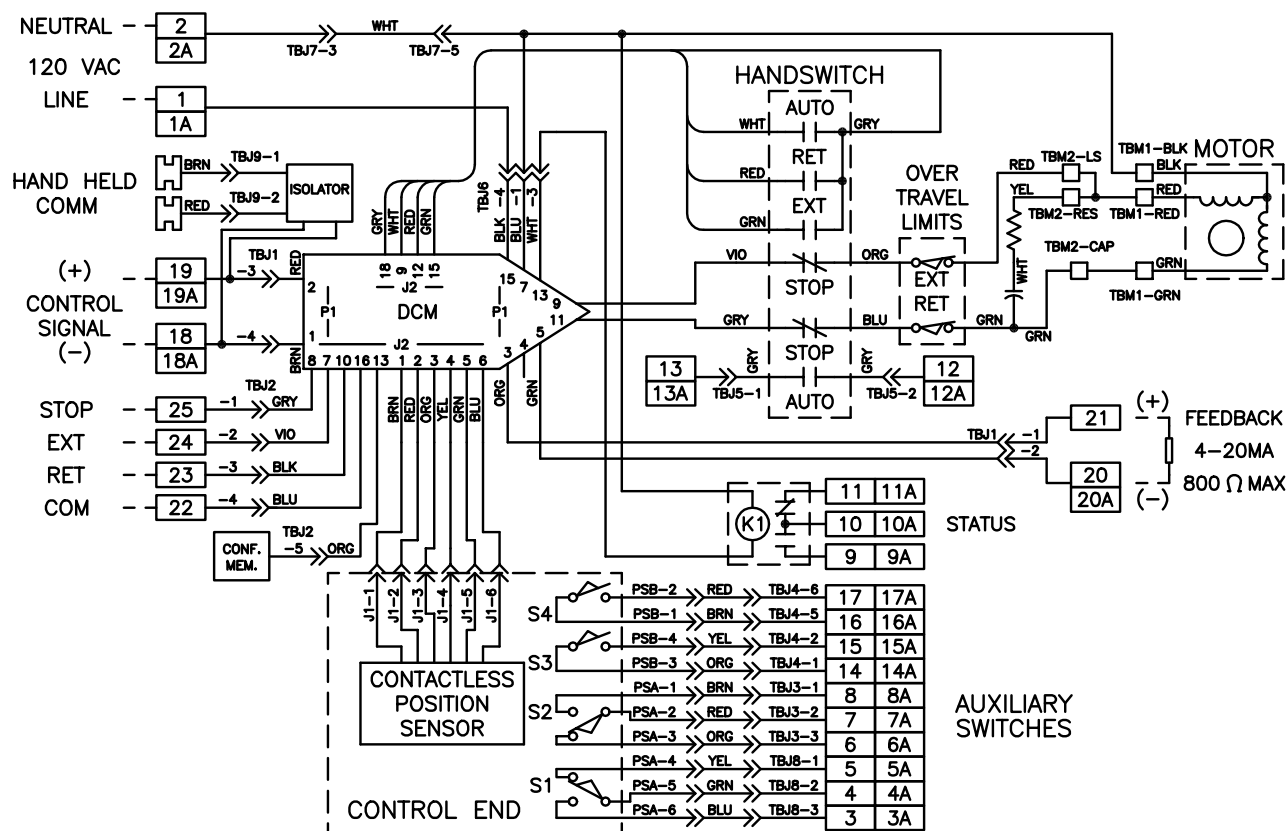 NEUTRAL 2 2A TBJ7-3 WHT TBJ7-5
120 VAC
LINE 1 1A
HAND HELD COMM
BRN TBJ9-1
RED TBJ9-2
ISOLATOR
(+) 19 19A TBJ1 -3 RED
CONTROL SIGNAL
(-) 18 18A -4 BRN
STOP 25 -1 TBJ2 GRY
EXT 24 -2 VIO
RET 23 -3 BLK
COM 22 -4 BLU
CONF. MEM. TBJ2 -5 ORG
GRY WHT RED GRN
18 9 12 15
J2
2 P1 DCM P1
1 J2
8 7 10 16 13 1 2 3 4 5 6
TBJ6
BLK -4
BLU -1
WHT -3
15 7 13 9 11 5 4 3
BRN RED ORG YEL GRN BLU
ORG GRN
J1-1 J1-2 J1-3 J1-4 J1-5 J1-6
CONTACTLESS
POSITION
SENSOR
CONTROL END
HANDSWITCH
AUTO
WHT GRY
RET
RED
EXT
GRN
VIO ORG
STOP
GRY BLU
STOP
13 13A TBJ5-1 GRY GRY TBJ5-2 12 12A
AUTO
OVER
TRAVEL
LIMITS
EXT
RET
RED TBM2-LS
YEL TBM2-RES
WHT
GRN
GRN
TBM2-CAP
TBM1-BLK BLK
TBM1-RED RED
TBM1-GRN GRN
MOTOR
TBJ1 -1 21 (+)
-2 20 20A (-)
FEEDBACK
4-20MA
800 Ω MAX
K1
11 11A
10 10A STATUS
9 9A
S4 PSB-2 RED TBJ4-6 17 17A
PSB-1 BRN TBJ4-5 16 16A
S3 PSB-4 YEL TBJ4-2 15 15A
PSB-3 ORG TBJ4-1 14 14A
S2 PSA-1 BRN TBJ3-1 8 8A
PSA-2 RED TBJ3-2 7 7A
PSA-3 ORG TBJ3-3 6 6A
S1 PSA-4 YEL TBJ8-1 5 5A
PSA-5 GRN TBJ8-2 4 4A
PSA-6 BLU TBJ8-3 3 3A
AUXILIARY
SWITCHES